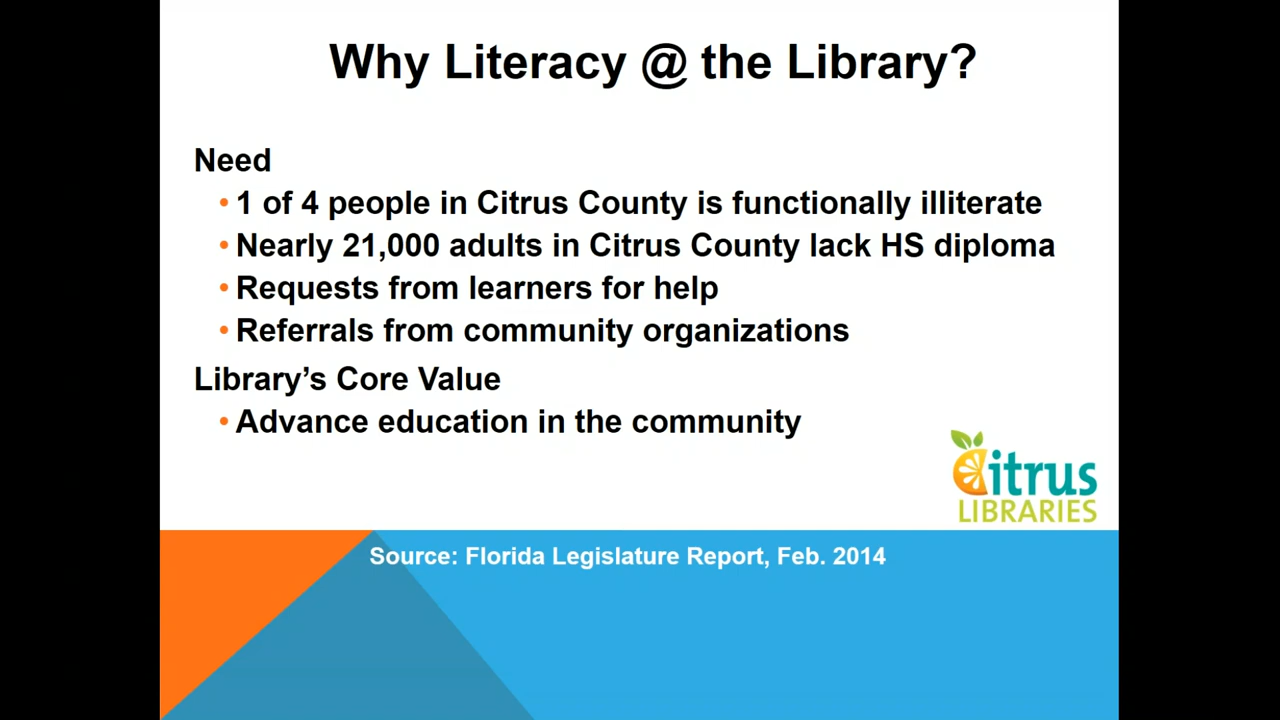 Why Literacy @ the Library?
Need
• 1 of 4 people in Citrus County is functionally illiterate
• Nearly 21,000 adults in Citrus County lack HS diploma
• Requests from learners for help
• Referrals from community organizations
Library’s Core Value
• Advance education in the community
Citrus
LIBRARIES
Source: Florida Legislature Report, Feb. 2014